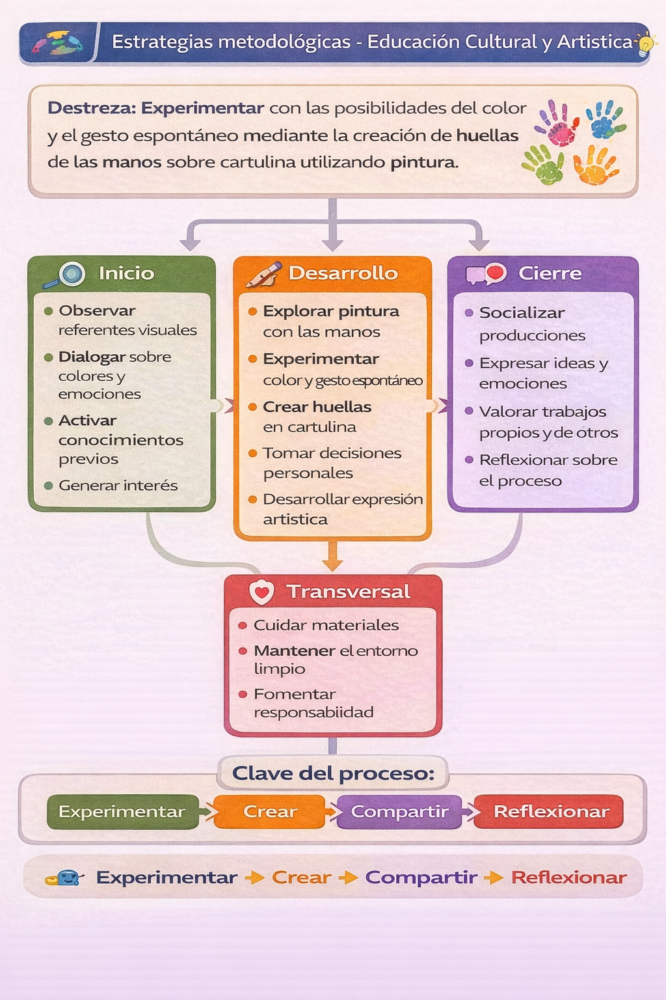 Estrategias metodológicas - Educación Cultural y Artistica
Destreza: Experimentar con las posibilidades del color
y el gesto espontáneo mediante la creación de huellas
de las manos sobre cartulina utilizando pintura.
Inicio
Observar
referentes visuales
Dialogar sobre
colores y
emociones
Activar
conocimientos
previos
Generar interés
Desarrollo
Explorar pintura
con las manos
Experimentar
color y gesto espontáneo
Crear huellas
en cartulina
Tomar decisiones
personales
Desarrollar expresión
artistica
Cierre
Socializar
producciones
Expresar ideas y
emociones
Valorar trabajos
propios y de otros
Reflexionar sobre
el proceso
Transversal
Cuidar materiales
Mantener el entorno
limpio
Fomentar
responsabiidad
Clave del proceso:
Experimentar Crear Compartir Reflexionar
Experimentar Crear Compartir Reflexionar